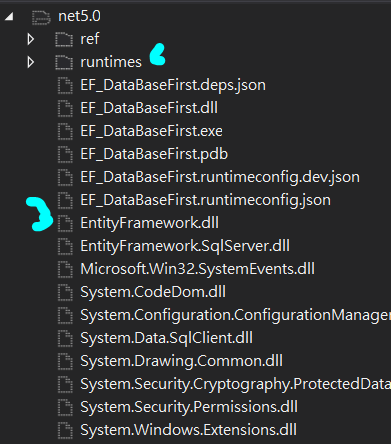 net5.0
ref
runtimes
EF_DataBaseFirst.deps.json
EF_DataBaseFirst.dll
EF_DataBaseFirst.exe
EF_DataBaseFirst.pdb
EF_DataBaseFirst.runtimeconfig.dev.json
EF_DataBaseFirst.runtimeconfig.json
EntityFramework.dll
EntityFramework.SqlServer.dll
Microsoft.Win32.SystemEvents.dll
System.CodeDom.dll
System.Configuration.ConfigurationManager
System.Data.SqlClient.dll
System.Drawing.Common.dll
System.Security.Cryptography.ProtectedData
System.Security.Permissions.dll
System.Windows.Extensions.dll